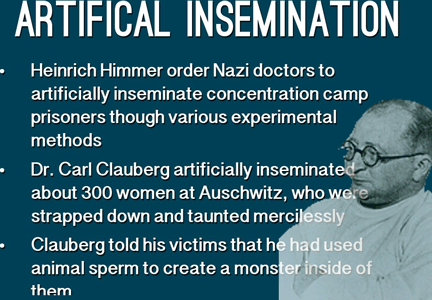 ARTIFICAL INSEMINATION
• Heinrich Himmer order Nazi doctors to
artificially inseminate concentration camp
prisoners though various experimental
methods
• Dr. Carl Clauberg artificially inseminated
about 300 women at Auschwitz, who were
strapped down and taunted mercilessly
• Clauberg told his victims that he had used
animal sperm to create a monster inside of
them